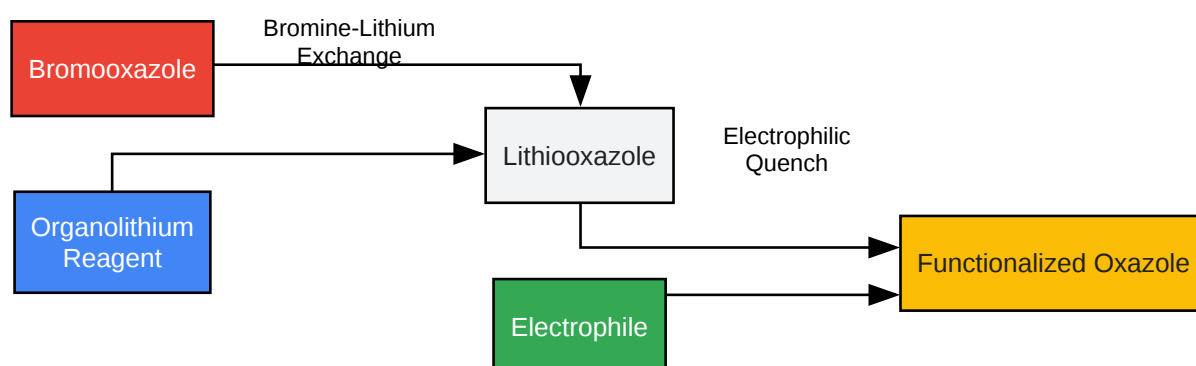 Bromine-Lithium
Exchange
Bromooxazole
Electrophilic
Quench
Lithiooxazole
Organolithium
Reagent
Functionalized Oxazole
Electrophile